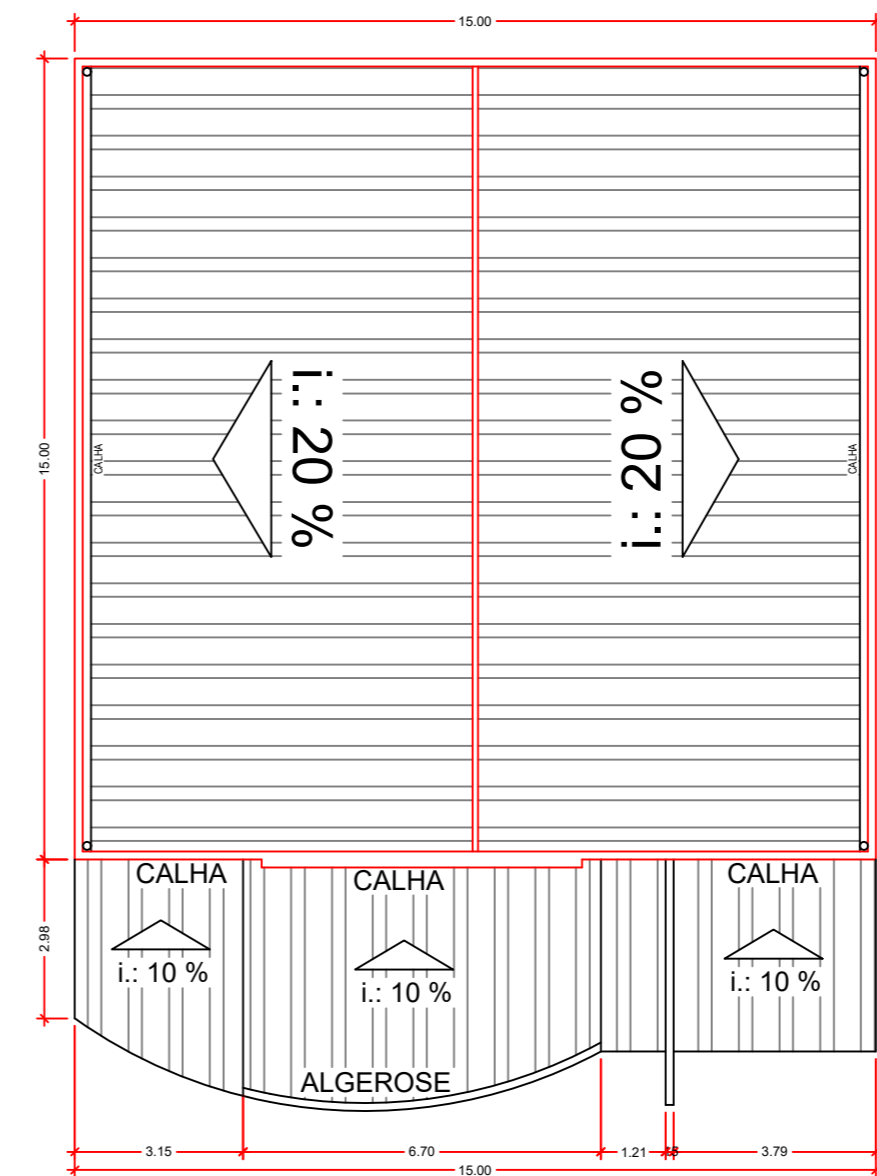 15.00
15.00
i.: 20 %
i.: 20 %
CALHA
CALHA
CALHA
CALHA
CALHA
2.98
i.: 10 %
i.: 10 %
i.: 10 %
ALGEROSE
3.15
6.70
1.21
3.79
15.00